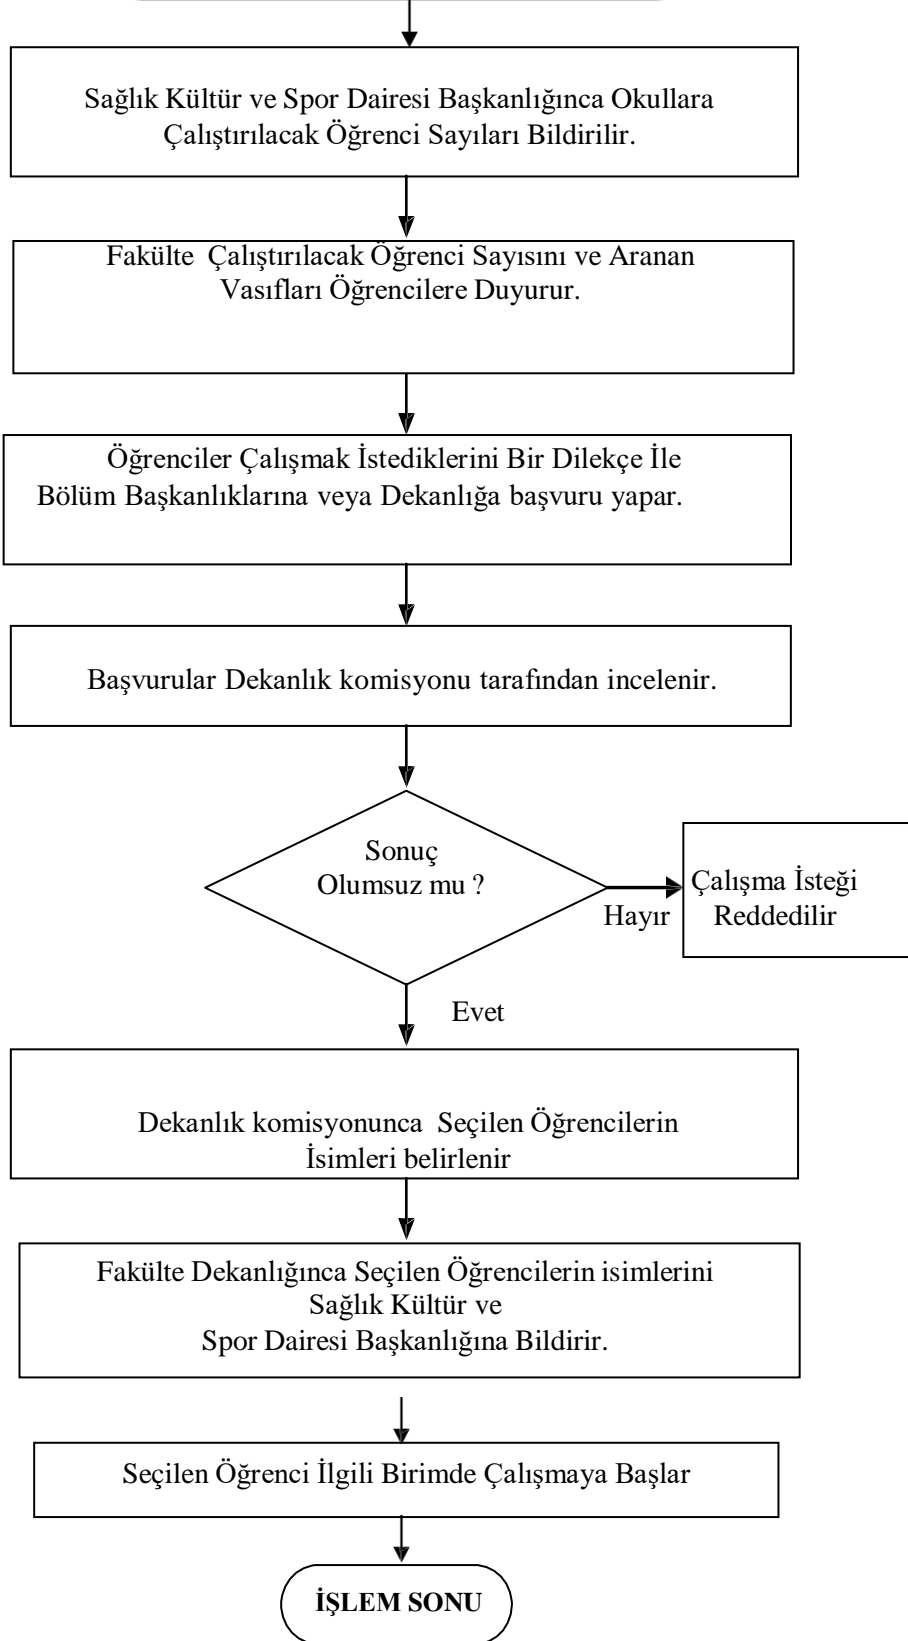 Sağlık Kültür ve Spor Dairesi Başkanlığınca Okullara
Çalıştırılacak Öğrenci Sayıları Bildirilir.
Fakülte Çalıştırılacak Öğrenci Sayısını ve Aranan
Vasıfları Öğrencilere Duyurur.
Öğrenciler Çalışmak İstediklerini Bir Dilekçe İle
Bölüm Başkanlıklarına veya Dekanlığa başvuru yapar.
Başvurular Dekanlık komisyonu tarafından incelenir.
Sonuç
Olumsuz mu ?
Hayır
Çalışma İsteği
Reddedilir
Evet
Dekanlık komisyonunca Seçilen Öğrencilerin
İsimleri belirlenir
Fakülte Dekanlığınca Seçilen Öğrencilerin isimlerini
Sağlık Kültür ve
Spor Dairesi Başkanlığına Bildirir.
Seçilen Öğrenci İlgili Birimde Çalışmaya Başlar
İŞLEM SONU